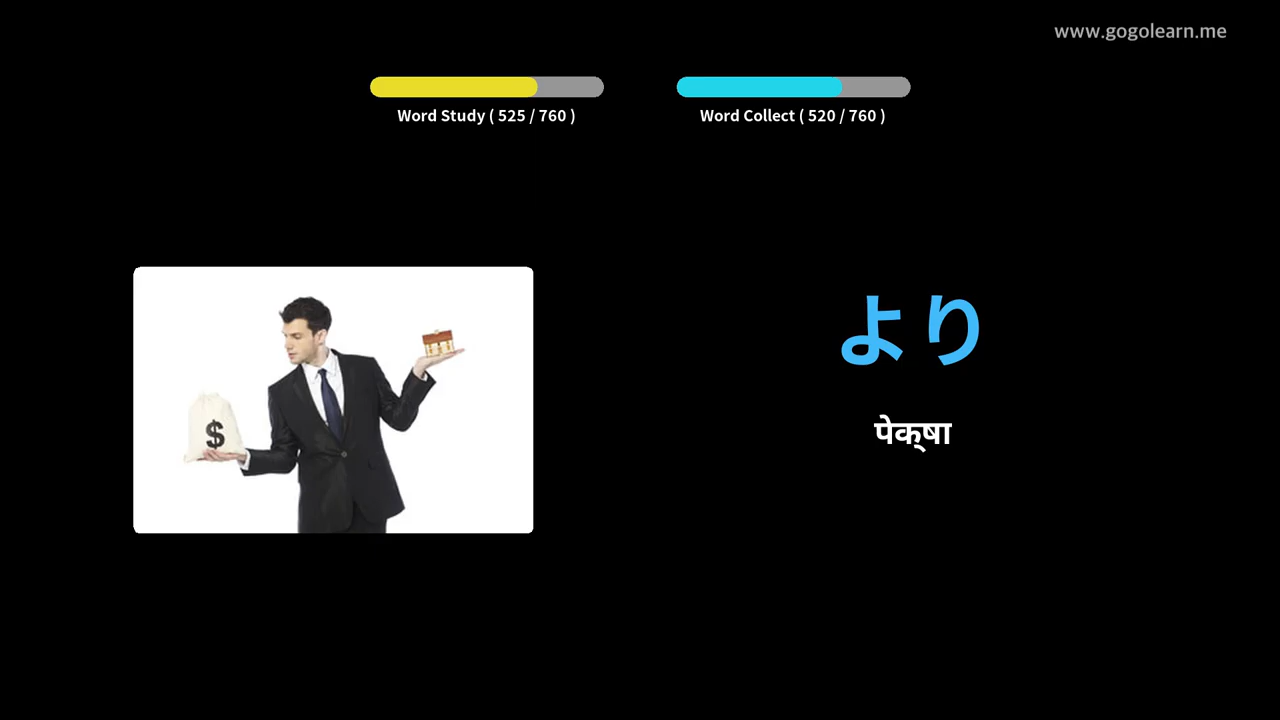 www.gogolearn.me
Word Study ( 525 / 760 )
Word Collect ( 520 / 760 )
より
$
पेक्‌षा